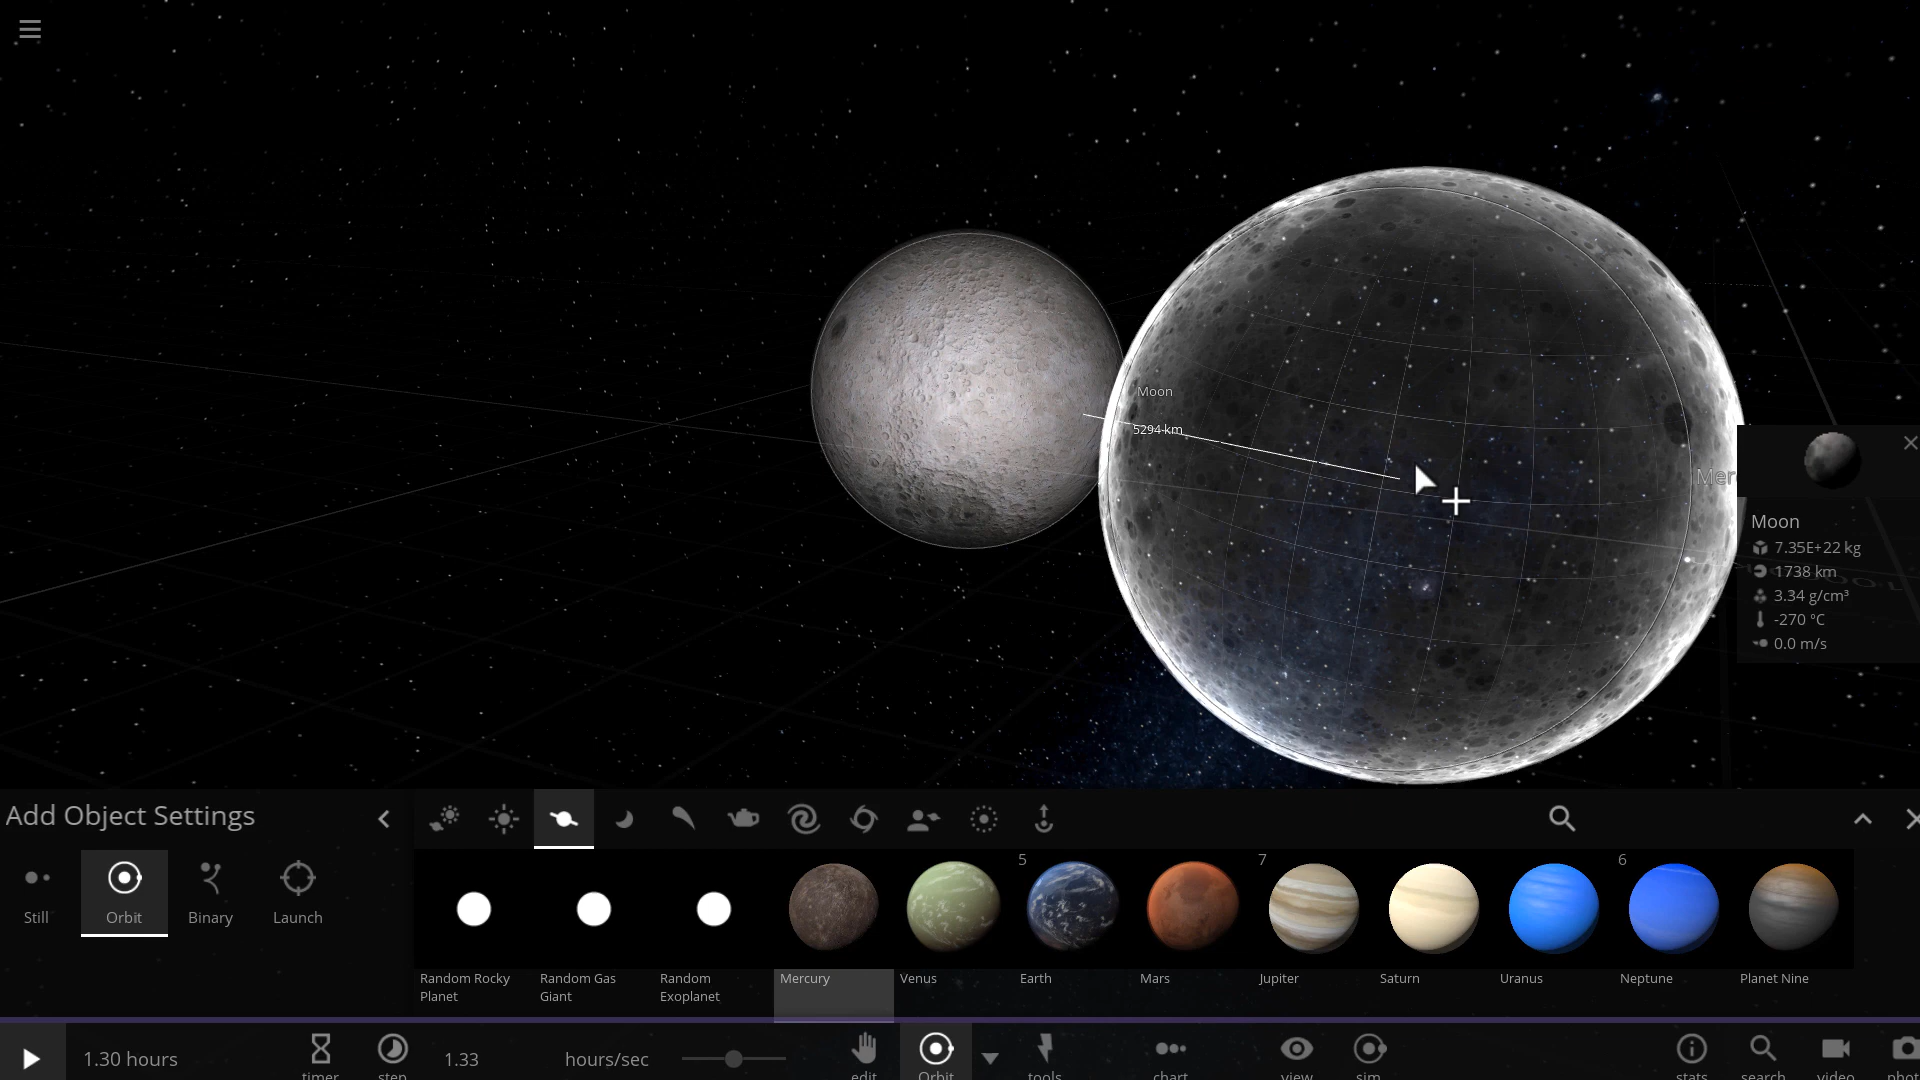 Moon
5294 km
Mer
Moon
7.35E+22 kg
1738 km
3.34 g/cm³
-270 °C
0.0 m/s
Add Object Settings
Still
Orbit
Binary
Launch
5
7
6
Random Rocky
Planet
Random Gas
Giant
Random
Exoplanet
Mercury
Venus
Earth
Mars
Jupiter
Saturn
Uranus
Neptune
Planet Nine
1.30 hours
timer
step
1.33
hours/sec
edit
Orbit
tools
chart
view
sim
stats
search
video
phot